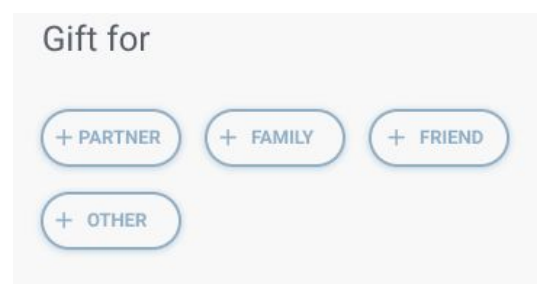 Gift for
+ PARTNER + FAMILY + FRIEND
+ OTHER